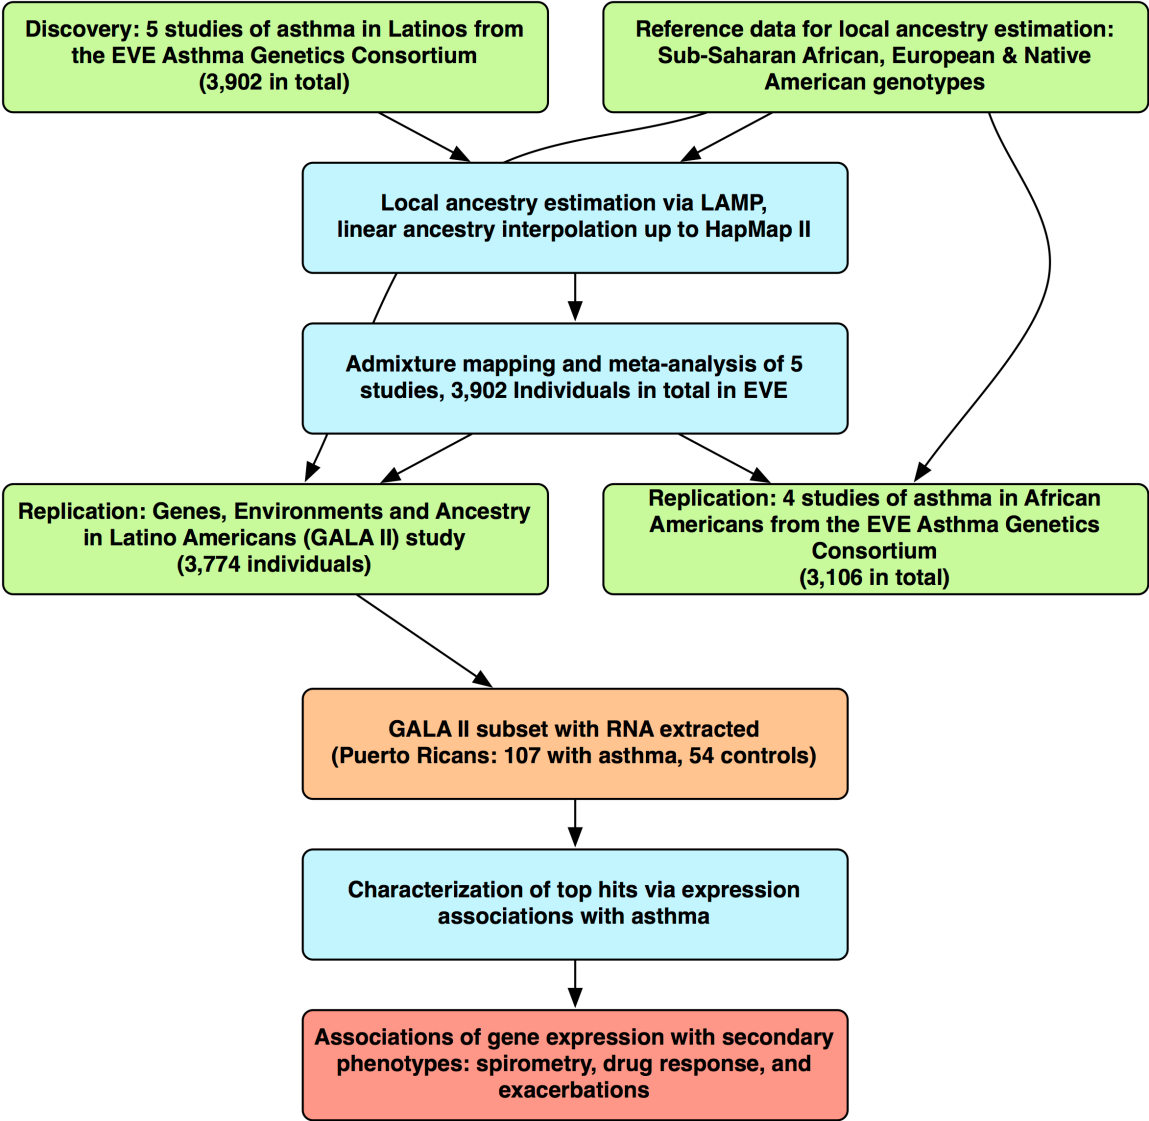 Discovery: 5 studies of asthma in Latinos from
the EVE Asthma Genetics Consortium
(3,902 in total)
Reference data for local ancestry estimation:
Sub-Saharan African, European & Native
American genotypes
Local ancestry estimation via LAMP,
linear ancestry interpolation up to HapMap II
Admixture mapping and meta-analysis of 5
studies, 3,902 Individuals in total in EVE
Replication: Genes, Environments and Ancestry
in Latino Americans (GALA II) study
(3,774 individuals)
Replication: 4 studies of asthma in African
Americans from the EVE Asthma Genetics
Consortium
(3,106 in total)
GALA II subset with RNA extracted
(Puerto Ricans: 107 with asthma, 54 controls)
Characterization of top hits via expression
associations with asthma
Associations of gene expression with secondary
phenotypes: spirometry, drug response, and
exacerbations